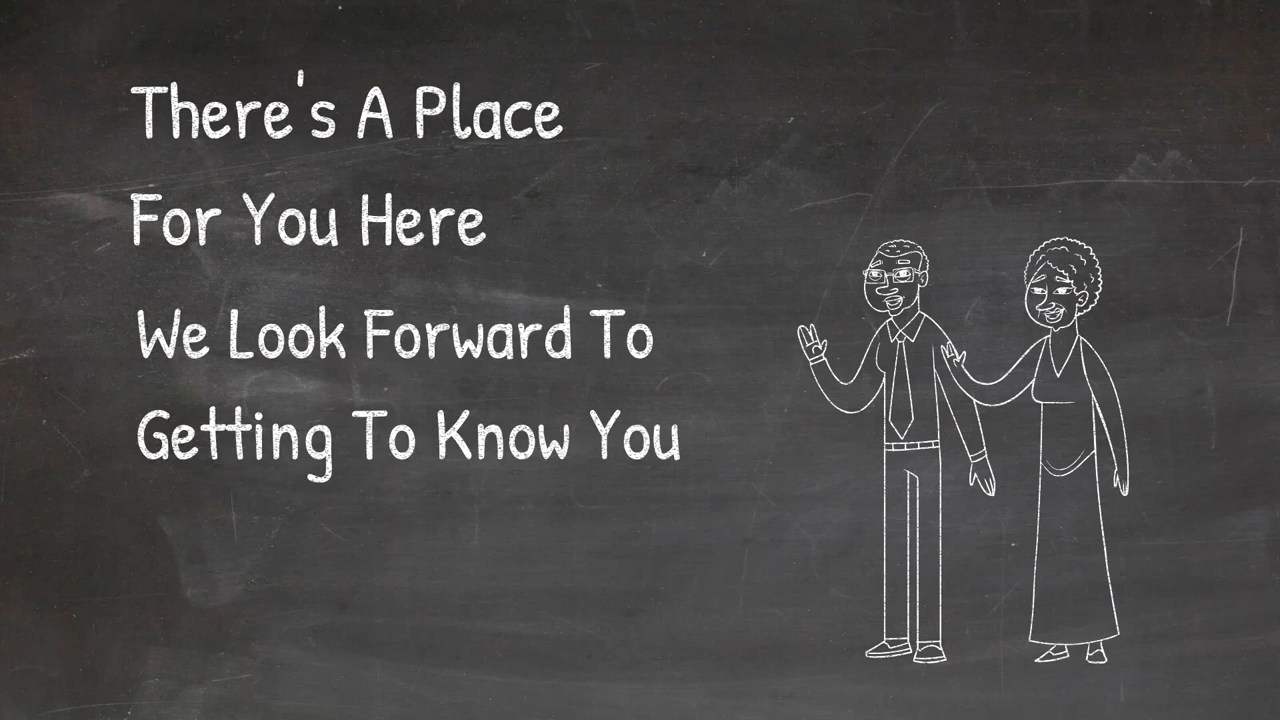 There's A Place
For You Here
We Look Forward To
Getting To Know You